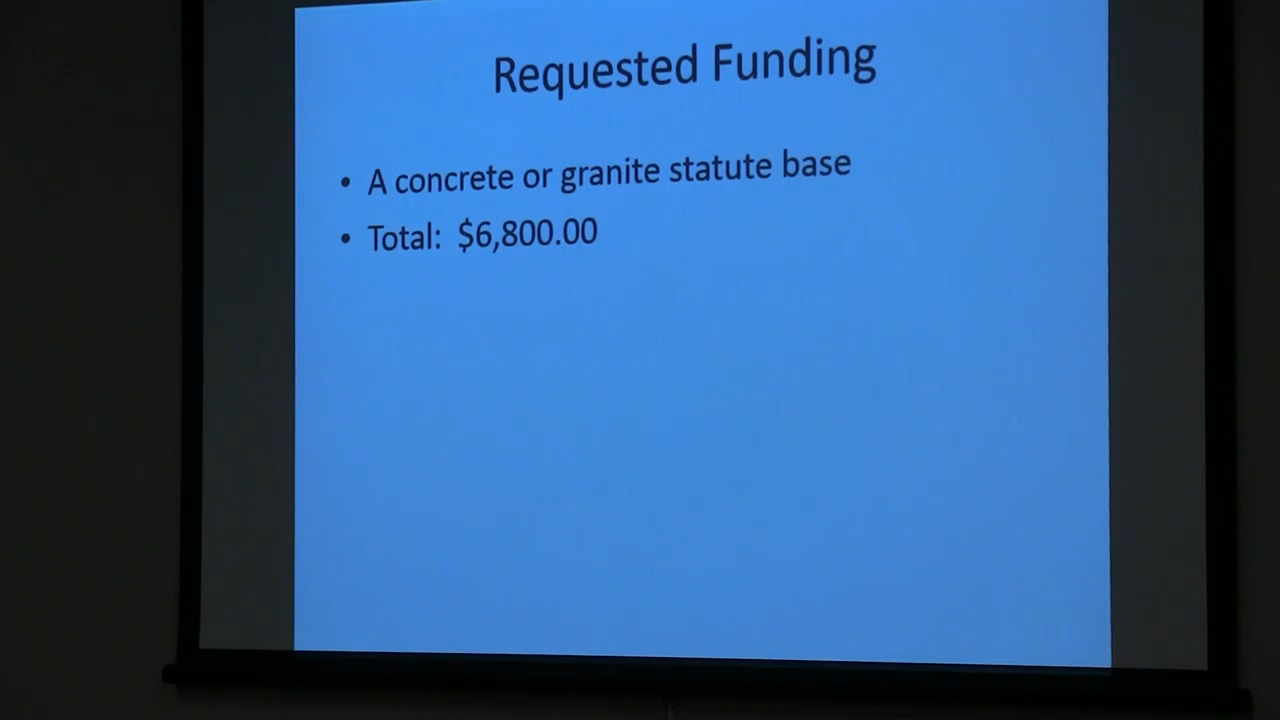 Requested Funding
• A concrete or granite statute base
• Total: $6,800.00